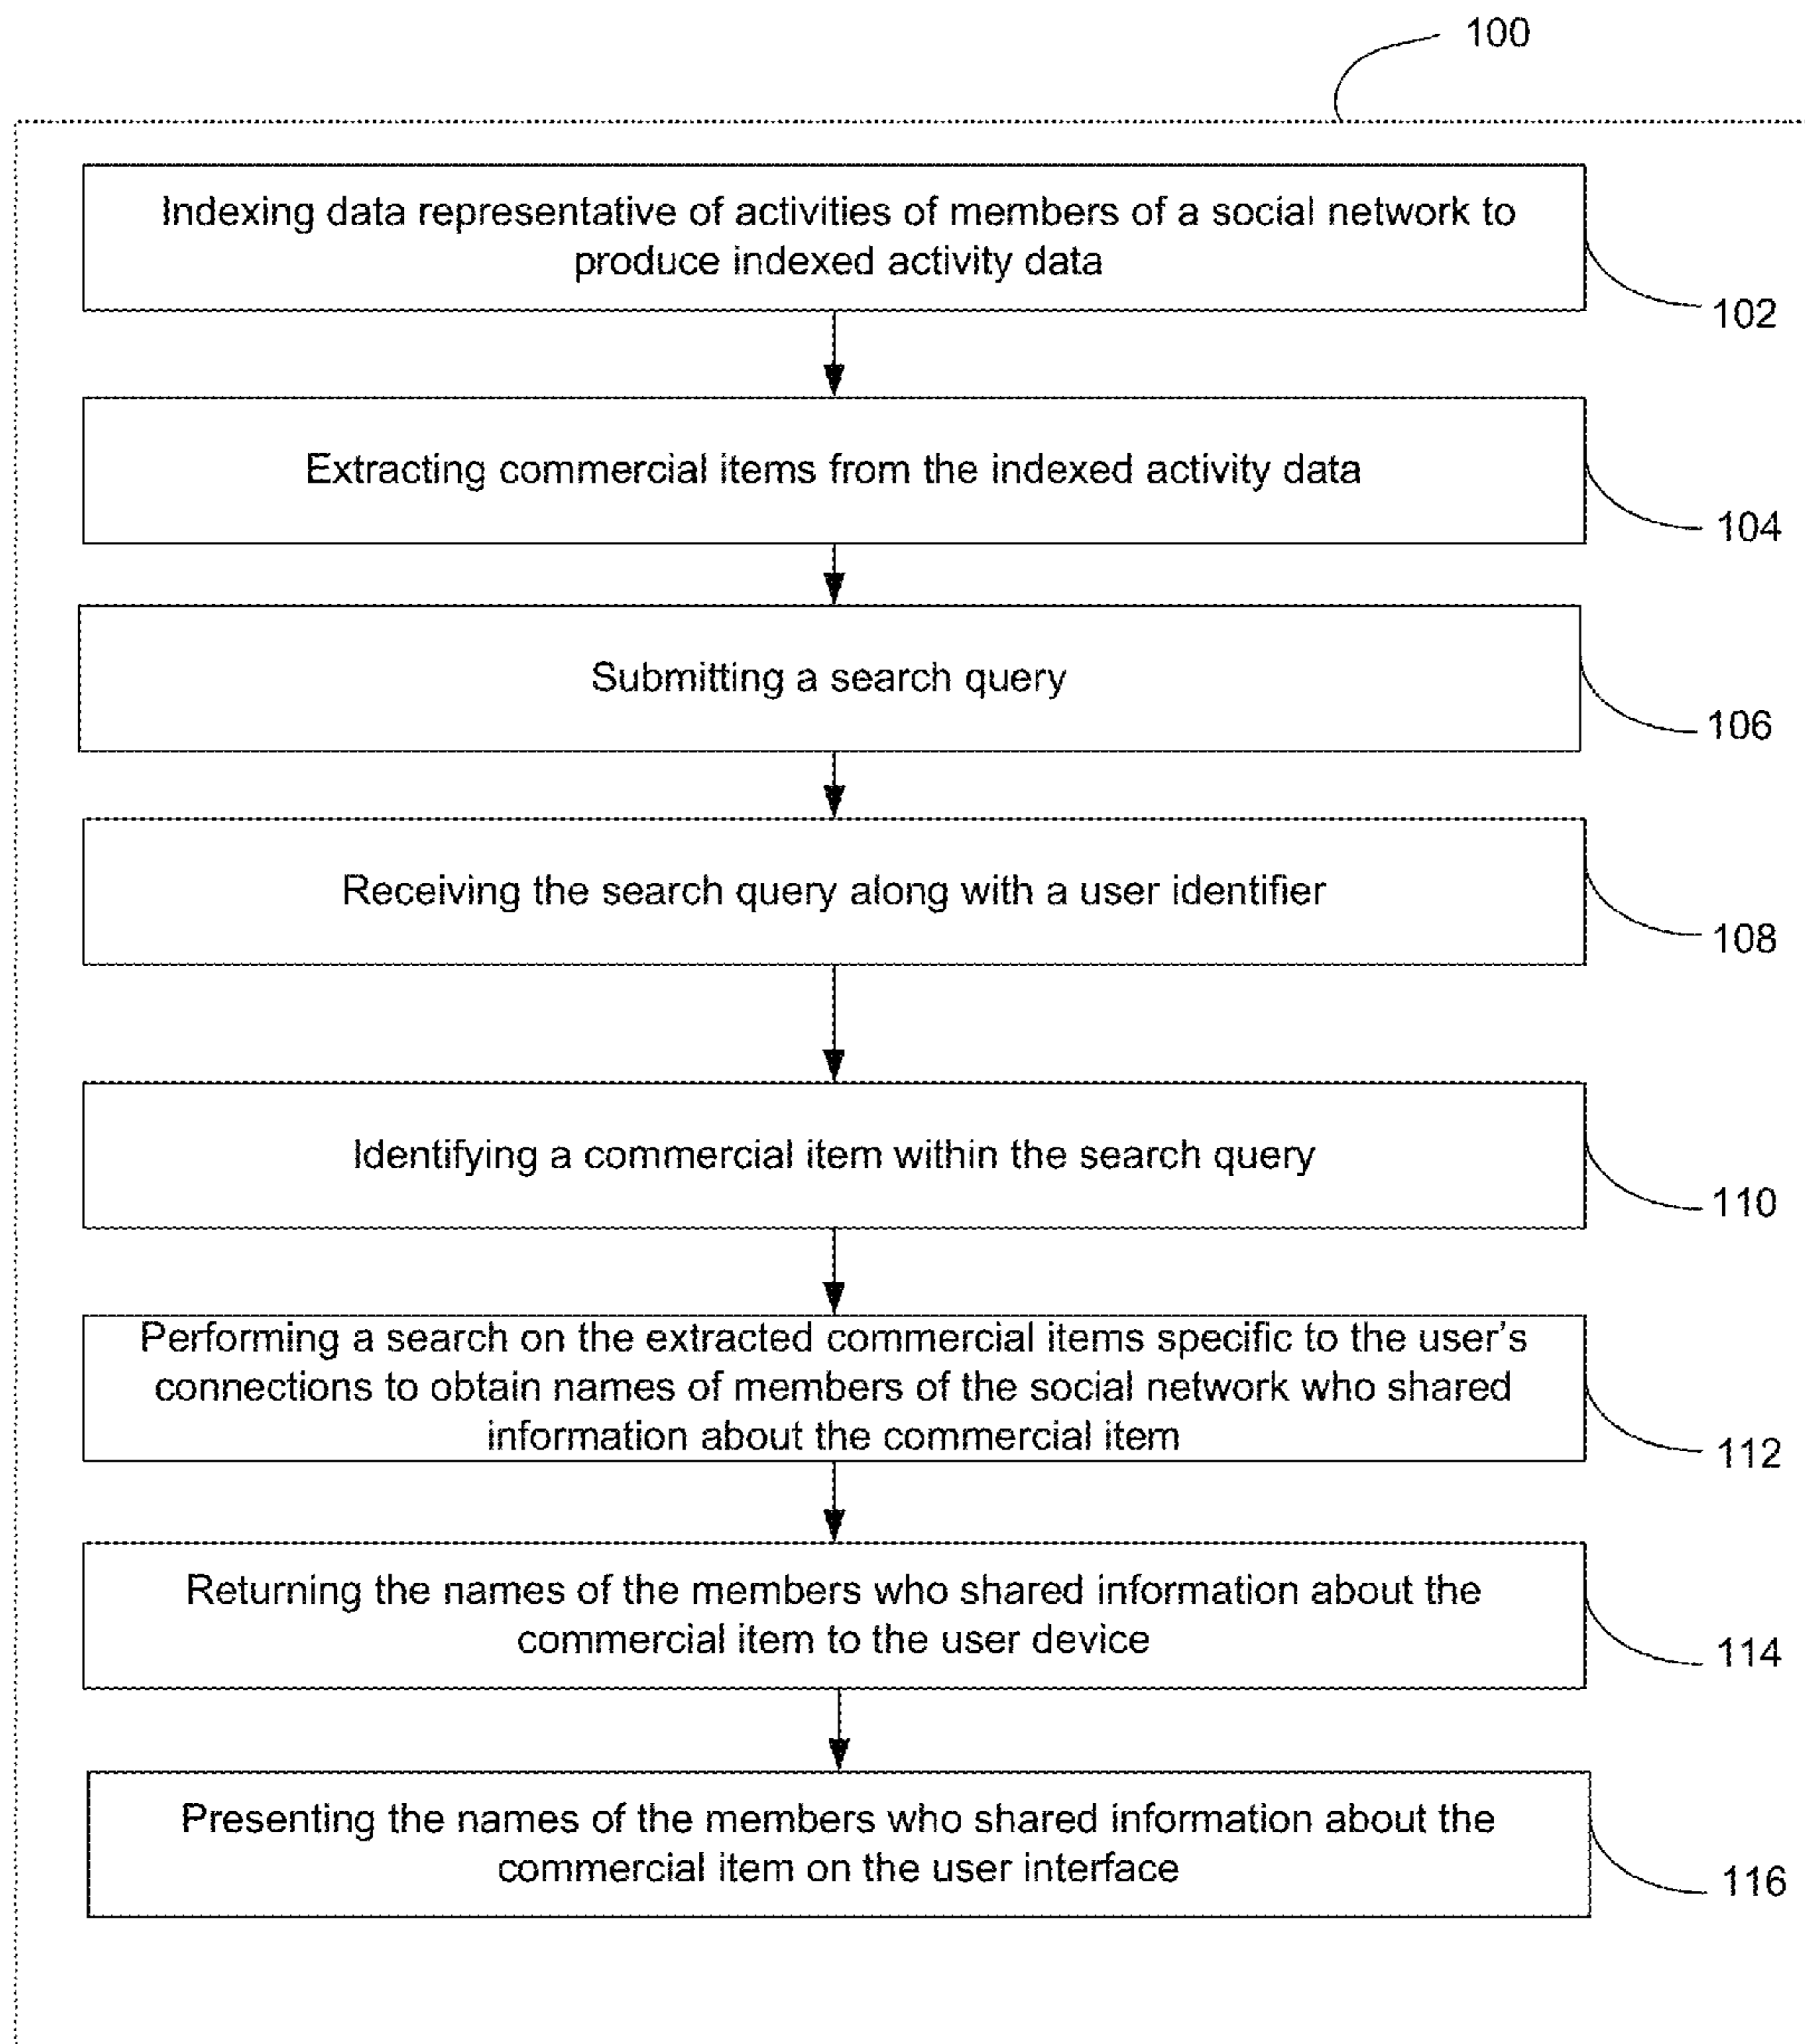 100
Indexing data representative of activities of members of a social network to
produce indexed activity data
102
Extracting commercial items from the indexed activity data
104
Submitting a search query
106
Receiving the search query along with a user identifier
108
Identifying a commercial item within the search query
110
Performing a search on the extracted commercial items specific to the user's
connections to obtain names of members of the social network who shared
information about the commercial item
112
Returning the names of the members who shared information about the
commercial item to the user device
114
Presenting the names of the members who shared information about the
commercial item on the user interface
116